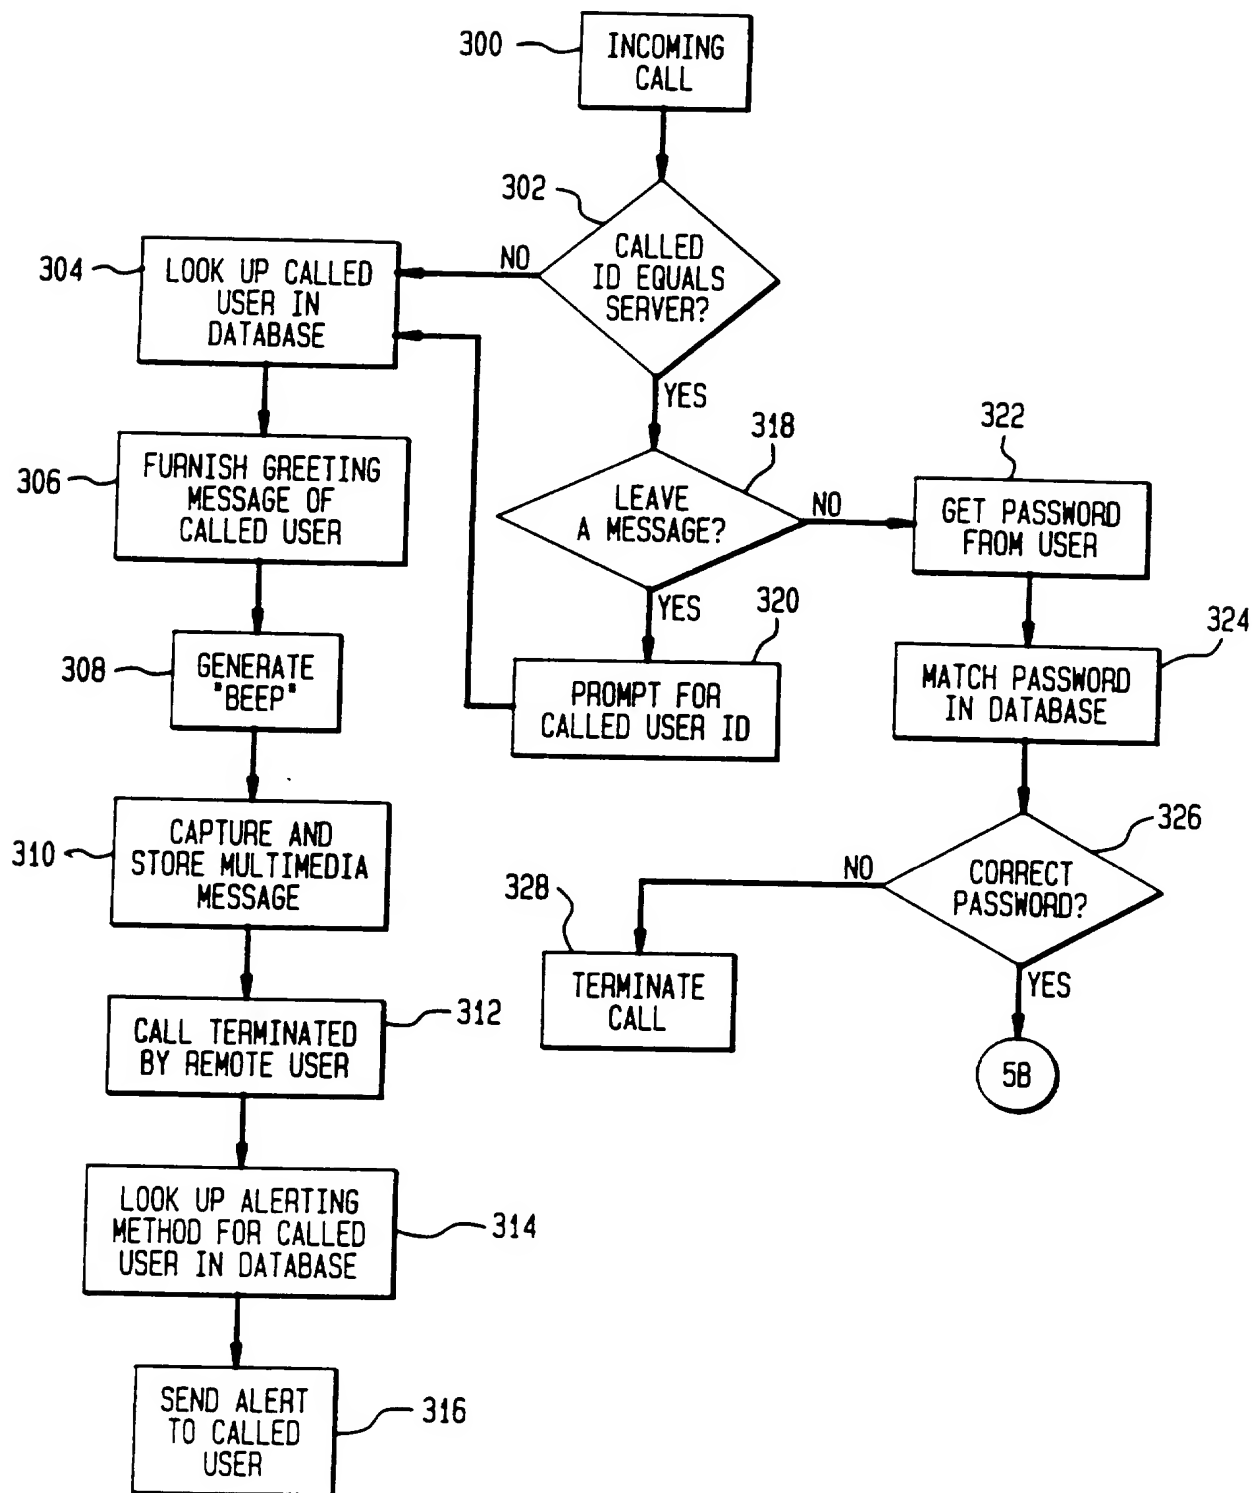 300
INCOMING
CALL
302
CALLED
ID EQUALS
SERVER?
NO
YES
304
LOOK UP CALLED
USER IN
DATABASE
306
FURNISH GREETING
MESSAGE OF
CALLED USER
308
GENERATE
"BEEP"
310
CAPTURE AND
STORE MULTIMEDIA
MESSAGE
312
CALL TERMINATED
BY REMOTE USER
314
LOOK UP ALERTING
METHOD FOR CALLED
USER IN DATABASE
316
SEND ALERT
TO CALLED
USER
318
LEAVE
A MESSAGE?
NO
YES
320
PROMPT FOR
CALLED USER ID
322
GET PASSWORD
FROM USER
324
MATCH PASSWORD
IN DATABASE
326
CORRECT
PASSWORD?
NO
YES
328
TERMINATE
CALL
5B